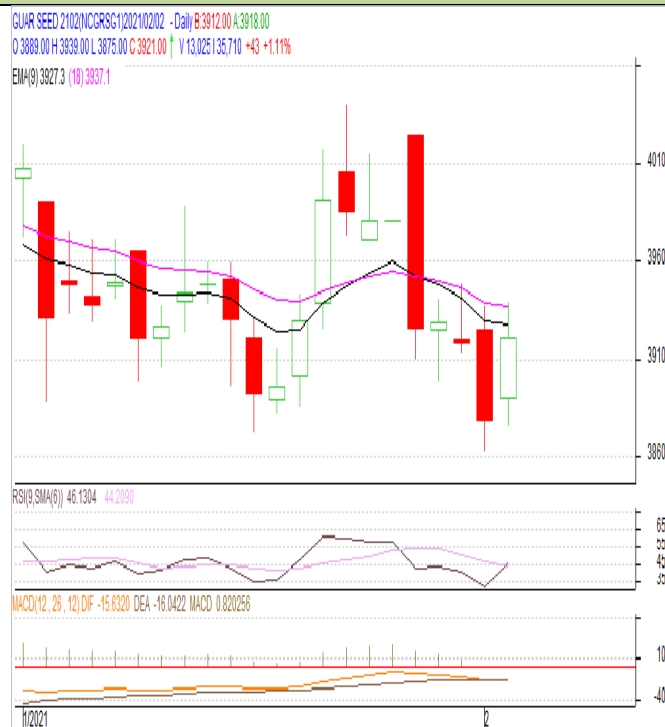 GUAR SEED 2102(NCGRSG1)2021/02/02 - Daily B:3912.00 A:3918.00
O 3889.00 H 3939.00 L 3875.00 C 3921.00 V 13,025 I 35,710 +43 +1.11%
EMA(9) 3927.3 (18) 3937.1
4010
3960
3910
3860
RSI(9,SMA(6)) 46.1304 44.2090
65
55
45
35
MACD(12 , 26 , 12) DIF -15.6320 DEA -16.0422 MACD 0.820256
10
-40
1/2021
2